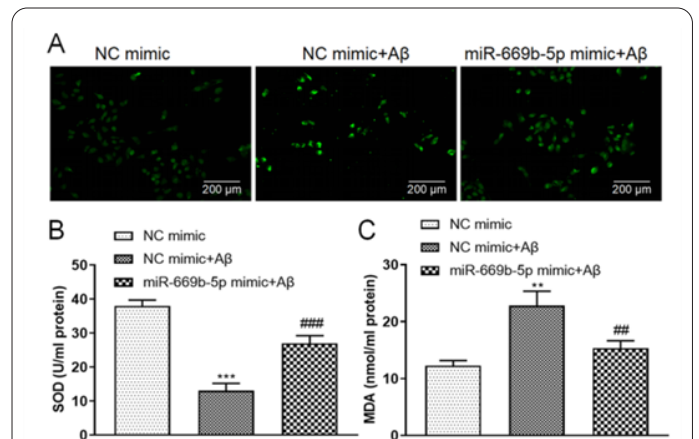 A
NC mimic
NC mimic+Aβ
miR-669b-5p mimic+Aβ
200 μm
200 μm
200 μm
B
NC mimic
NC mimic+Aβ
miR-669b-5p mimic+Aβ
SOD (U/ml protein)
50
40
30
20
10
0
***
###
C
NC mimic
NC mimic+Aβ
miR-669b-5p mimic+Aβ
MDA (nmol/ml protein)
30
20
10
0
**
##